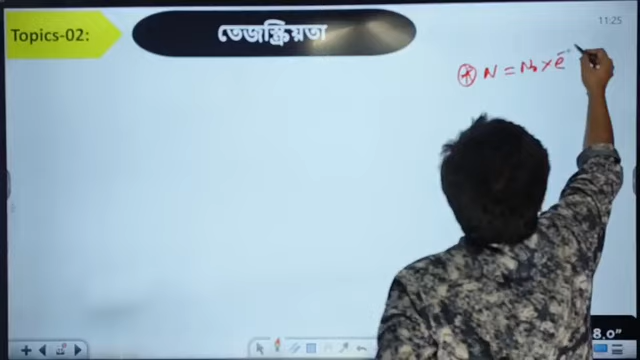 Topics-02:
তেজস্ক্রিয়তা
11:25
N = N₀ × e⁻
8.0"